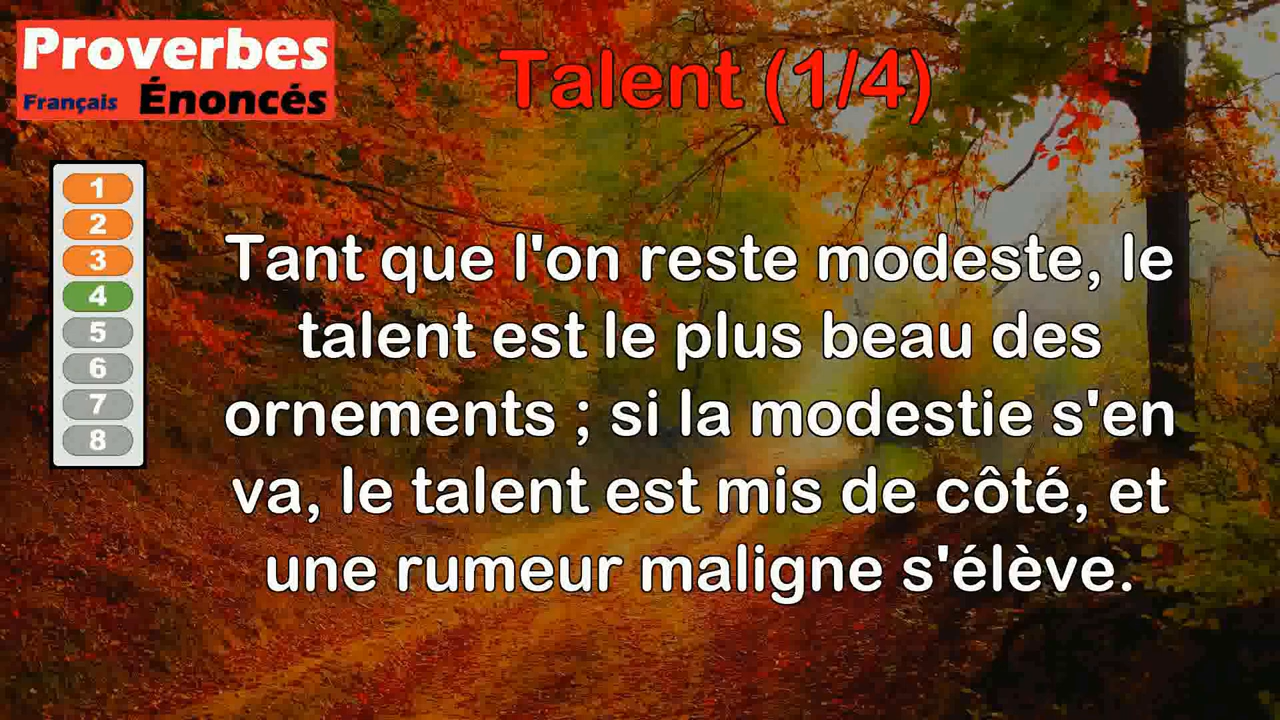 Proverbes
Français Énoncés
Talent (1/4)
1
2
3
4
5
6
7
8
Tant que l'on reste modeste, le
talent est le plus beau des
ornements ; si la modestie s'en
va, le talent est mis de côté, et
une rumeur maligne s'élève.